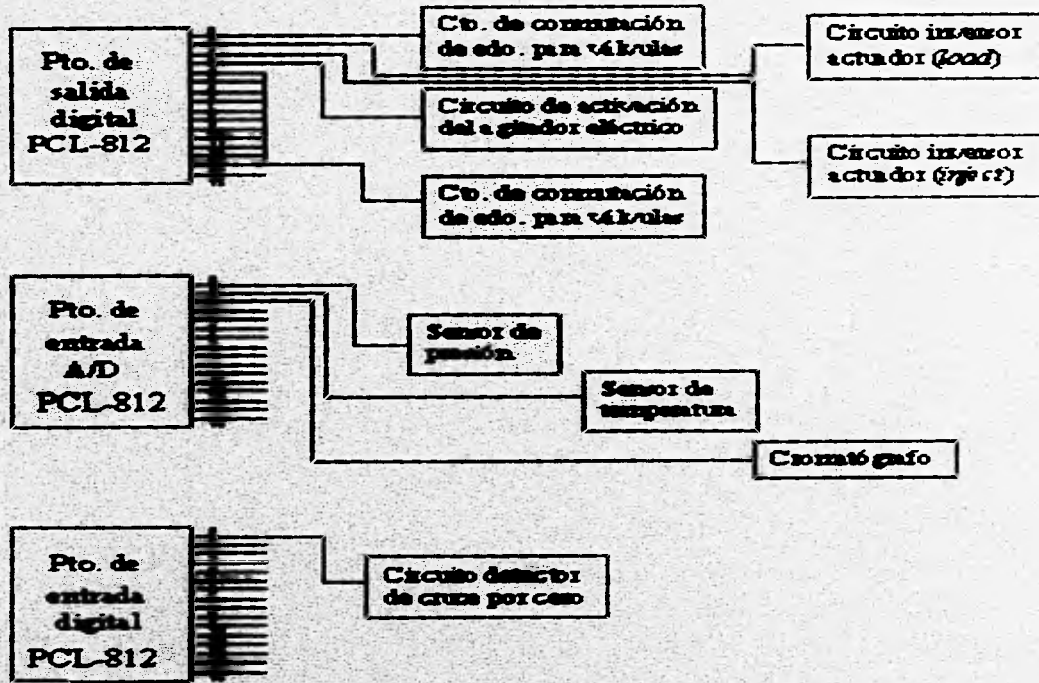 Pto. de
salida
digital
PCL-812
Cto. de conmutación
de edo. para válvulas
Circuito de activación
del agitador eléctrico
Cto. de conmutación
de edo. para válvulas
Circuito inversor
actuador (load)
Circuito inversor
actuador (inject)
Pto. de
entrada
A/D
PCL-812
Sensor de
presión
Sensor de
temperatura
Cromatógrafo
Pto. de
entrada
digital
PCL-812
Circuito detector
de cruce por cero